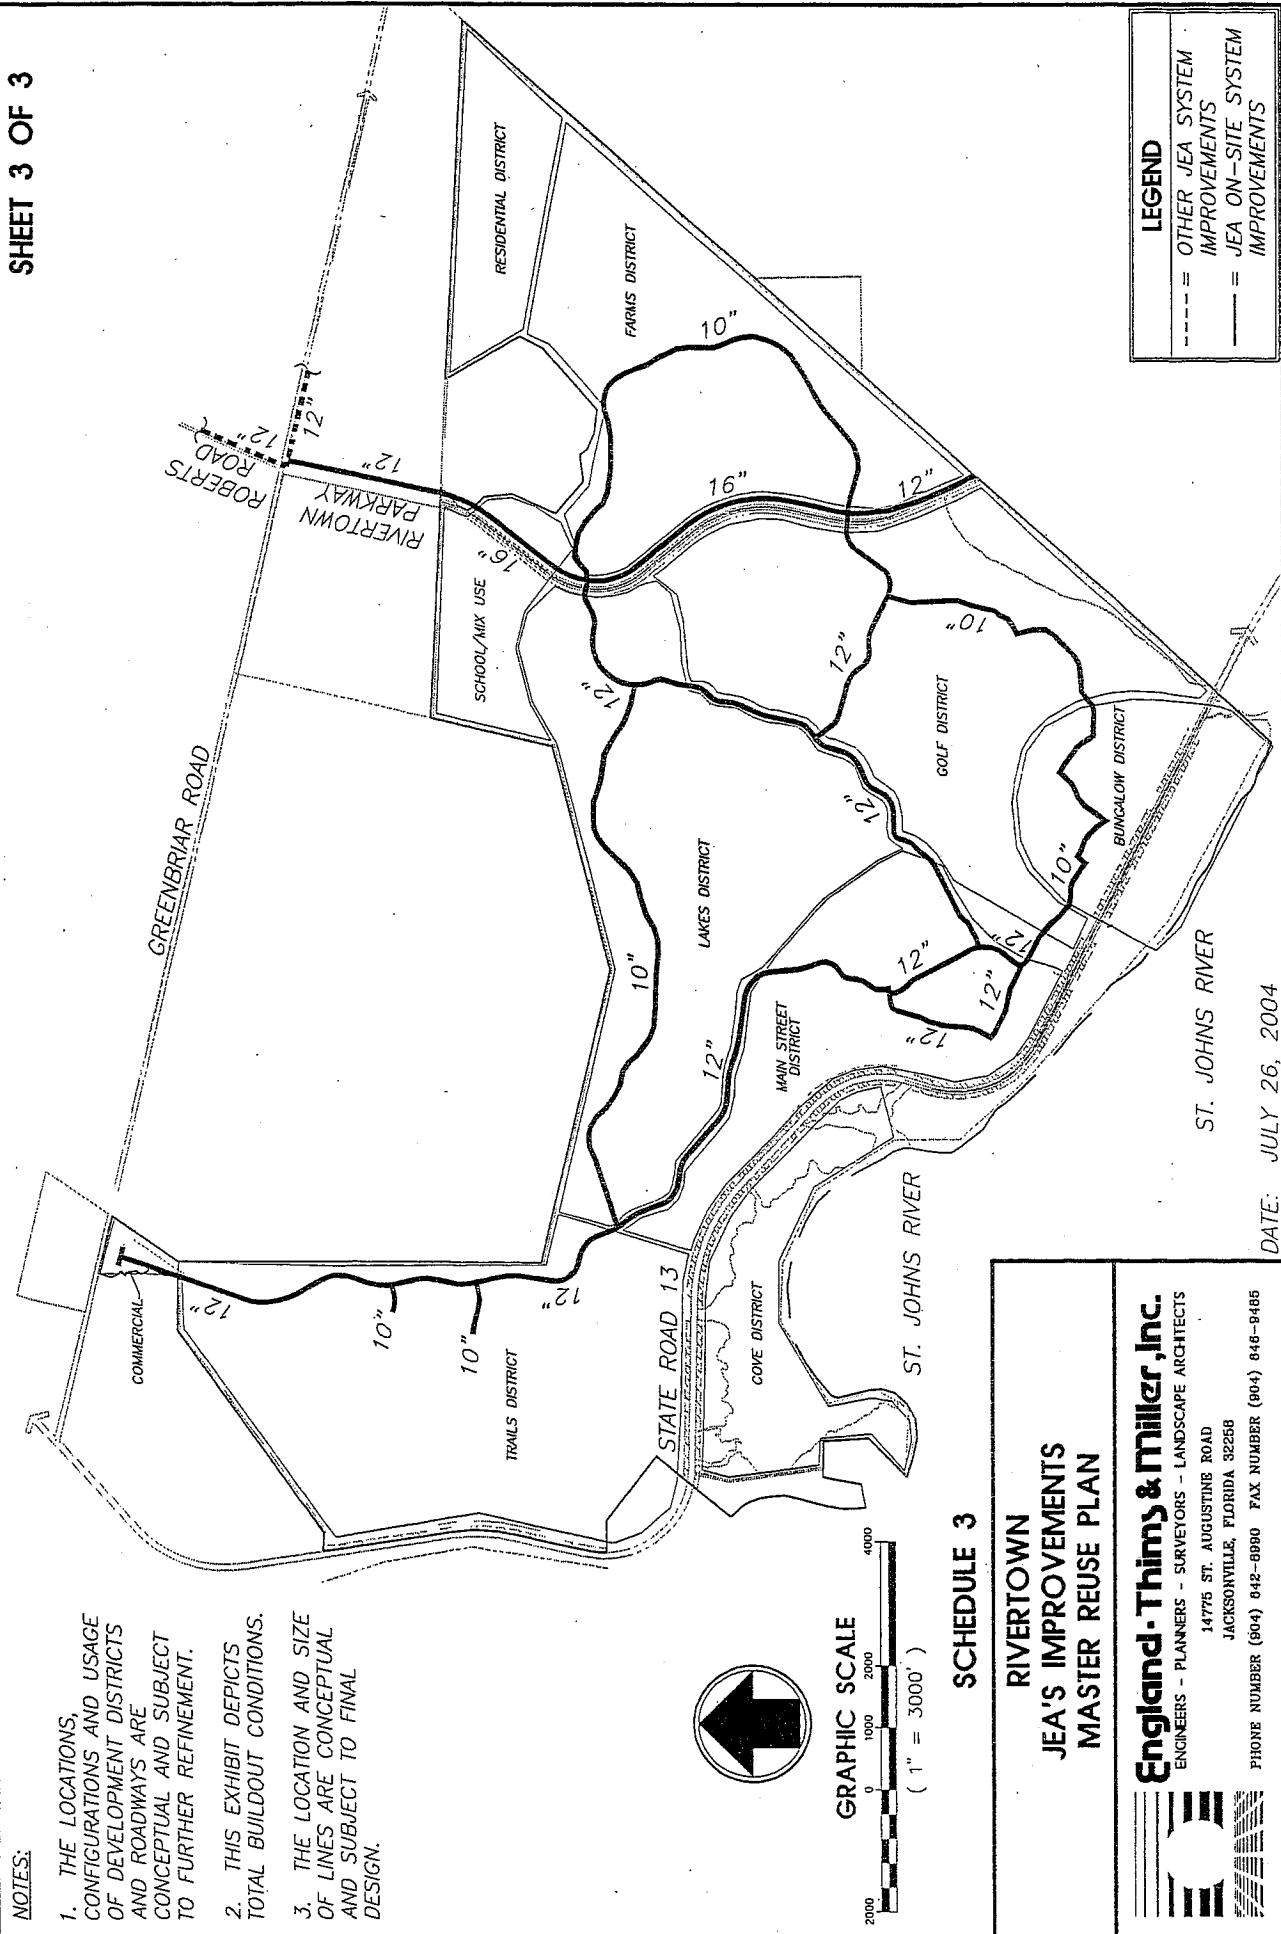 SHEET 3 OF 3
NOTES:
1. THE LOCATIONS,
CONFIGURATIONS AND USAGE
OF DEVELOPMENT DISTRICTS
AND ROADWAYS ARE
CONCEPTUAL AND SUBJECT
TO FURTHER REFINEMENT.
2. THIS EXHIBIT DEPICTS
TOTAL BUILDOUT CONDITIONS.
3. THE LOCATION AND SIZE
OF LINES ARE CONCEPTUAL
AND SUBJECT TO FINAL
DESIGN.
GREENBRIAR ROAD
ROBERTS
ROAD
12"
12"
12"
RIVERTOWN
PARKWAY
16"
SCHOOL/MIX USE
RESIDENTIAL DISTRICT
FARMS DISTRICT
10"
16"
12"
12"
12"
10"
GOLF DISTRICT
12"
LAKES DISTRICT
10"
BUNGALOW DISTRICT
10"
12"
12"
12"
12"
12"
MAIN STREET
DISTRICT
COMMERCIAL
12"
10"
10"
12"
TRAILS DISTRICT
STATE ROAD 13
COVE DISTRICT
ST. JOHNS RIVER
ST. JOHNS RIVER
LEGEND
---- = OTHER JEA SYSTEM
IMPROVEMENTS
—— = JEA ON-SITE SYSTEM
IMPROVEMENTS
DATE: JULY 26, 2004
GRAPHIC SCALE
2000 0 1000 2000 4000
( 1" = 3000' )
SCHEDULE 3
RIVERTOWN
JEA'S IMPROVEMENTS
MASTER REUSE PLAN
England-Thims & Miller, Inc.
ENGINEERS - PLANNERS - SURVEYORS - LANDSCAPE ARCHITECTS
14775 ST. AUGUSTINE ROAD
JACKSONVILLE, FLORIDA 32258
PHONE NUMBER (904) 642-8990 FAX NUMBER (904) 646-9485